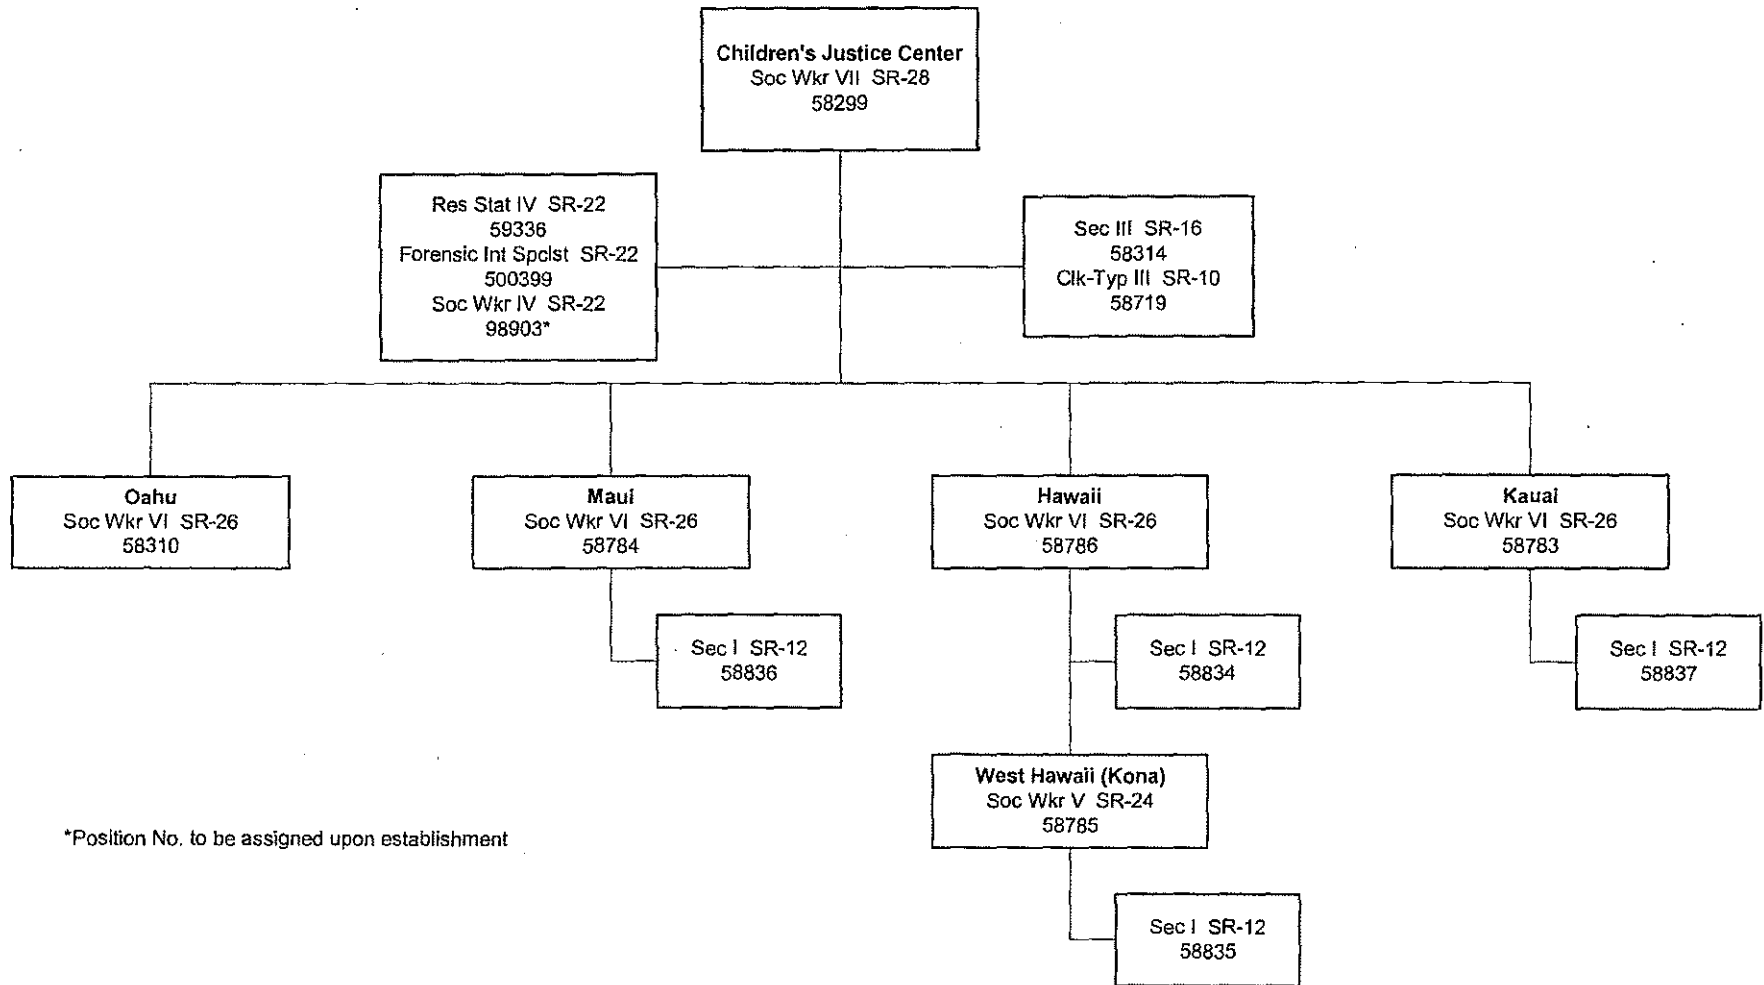 Children's Justice Center
Soc Wkr VII SR-28
58299
Res Stat IV SR-22
59336
Forensic Int Spclst SR-22
500399
Soc Wkr IV SR-22
98903*
Sec III SR-16
58314
Clk-Typ III SR-10
58719
Oahu
Soc Wkr VI SR-26
58310
Maui
Soc Wkr VI SR-26
58784
Hawaii
Soc Wkr VI SR-26
58786
Kauai
Soc Wkr VI SR-26
58783
Sec I SR-12
58836
Sec I SR-12
58834
Sec I SR-12
58837
West Hawaii (Kona)
Soc Wkr V SR-24
58785
*Position No. to be assigned upon establishment
Sec I SR-12
58835